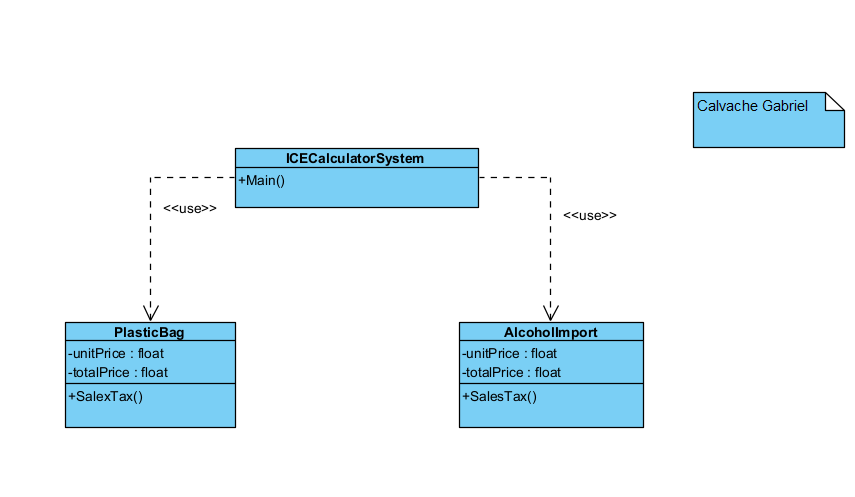 Calvache Gabriel
ICECalculatorSystem
+Main()
<<use>>
<<use>>
PlasticBag
-unitPrice : float
-totalPrice : float
+SalexTax()
AlcoholImport
-unitPrice : float
-totalPrice : float
+SalesTax()